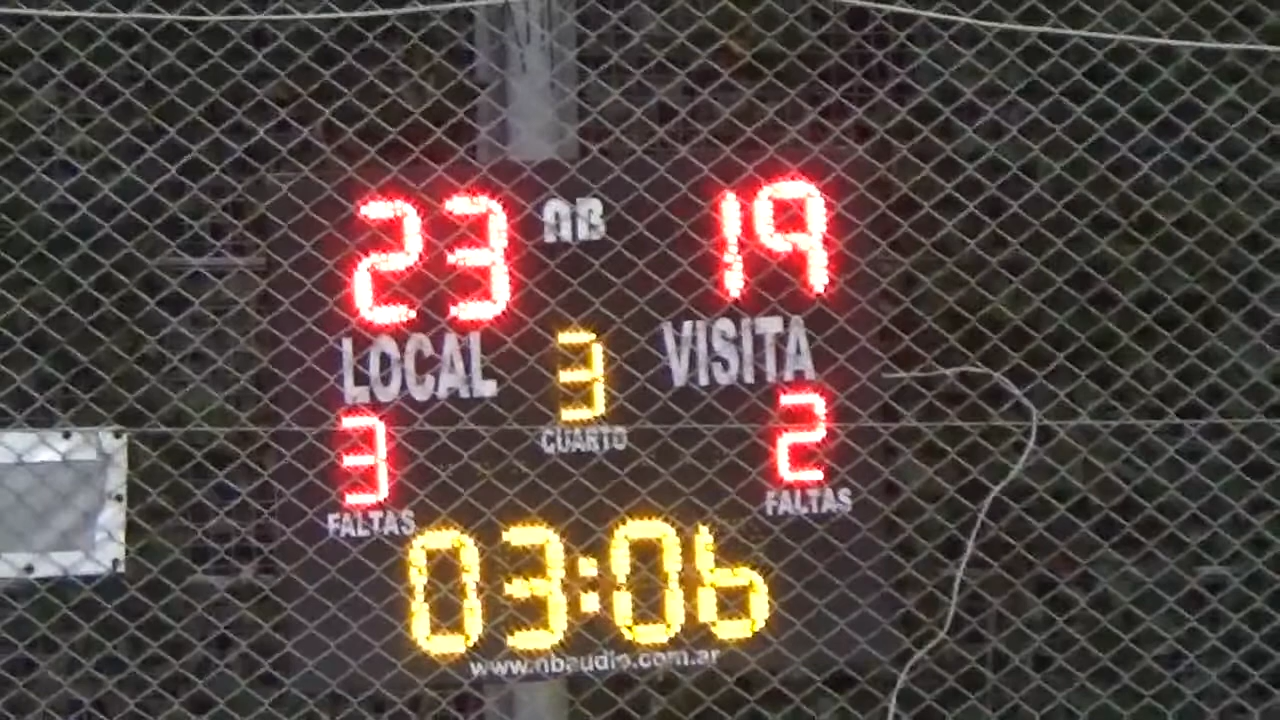 23 NB 19
LOCAL 3 VISITA
CUARTO
3 2
FALTAS FALTAS
03:06
www.nbaudio.com.ar